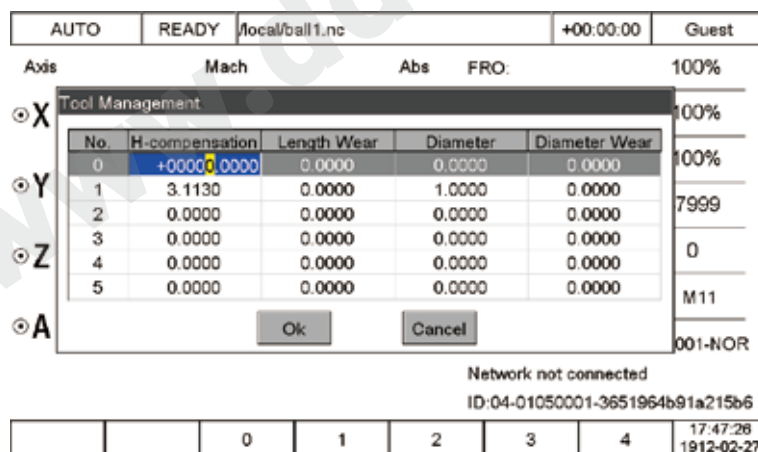 AUTO READY /local/ball1.nc +00:00:00 Guest
Axis Mach Abs FRO: 100%
Tool Management
X 100%
No. H-compensation Length Wear Diameter Diameter Wear
0 +00000.0000 0.0000 0.0000 0.0000 100%
1 3.1130 0.0000 1.0000 0.0000
Y 7999
2 0.0000 0.0000 0.0000 0.0000
3 0.0000 0.0000 0.0000 0.0000
Z 0
4 0.0000 0.0000 0.0000 0.0000
5 0.0000 0.0000 0.0000 0.0000
M11
A Ok Cancel
001-NOR
Network not connected
ID:04-01050001-3651964b91a215b6
0 1 2 3 4 17:47:26
1912-02-27